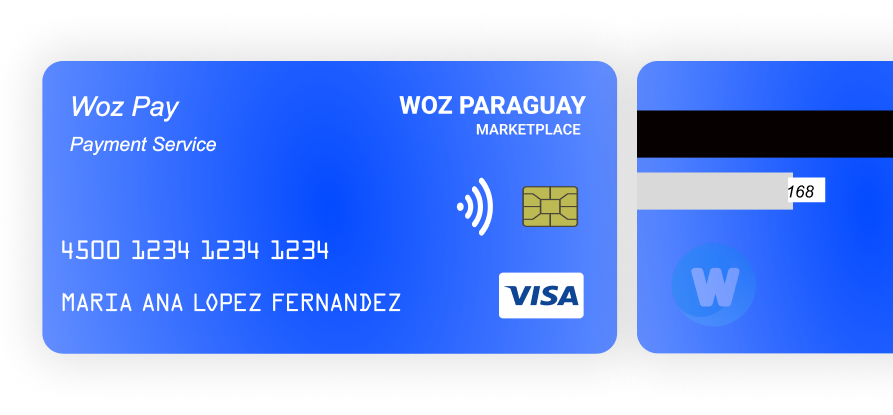 Woz Pay
Payment Service
WOZ PARAGUAY
MARKETPLACE
4500 1234 1234 1234
MARIA ANA LOPEZ FERNANDEZ
VISA
168
W